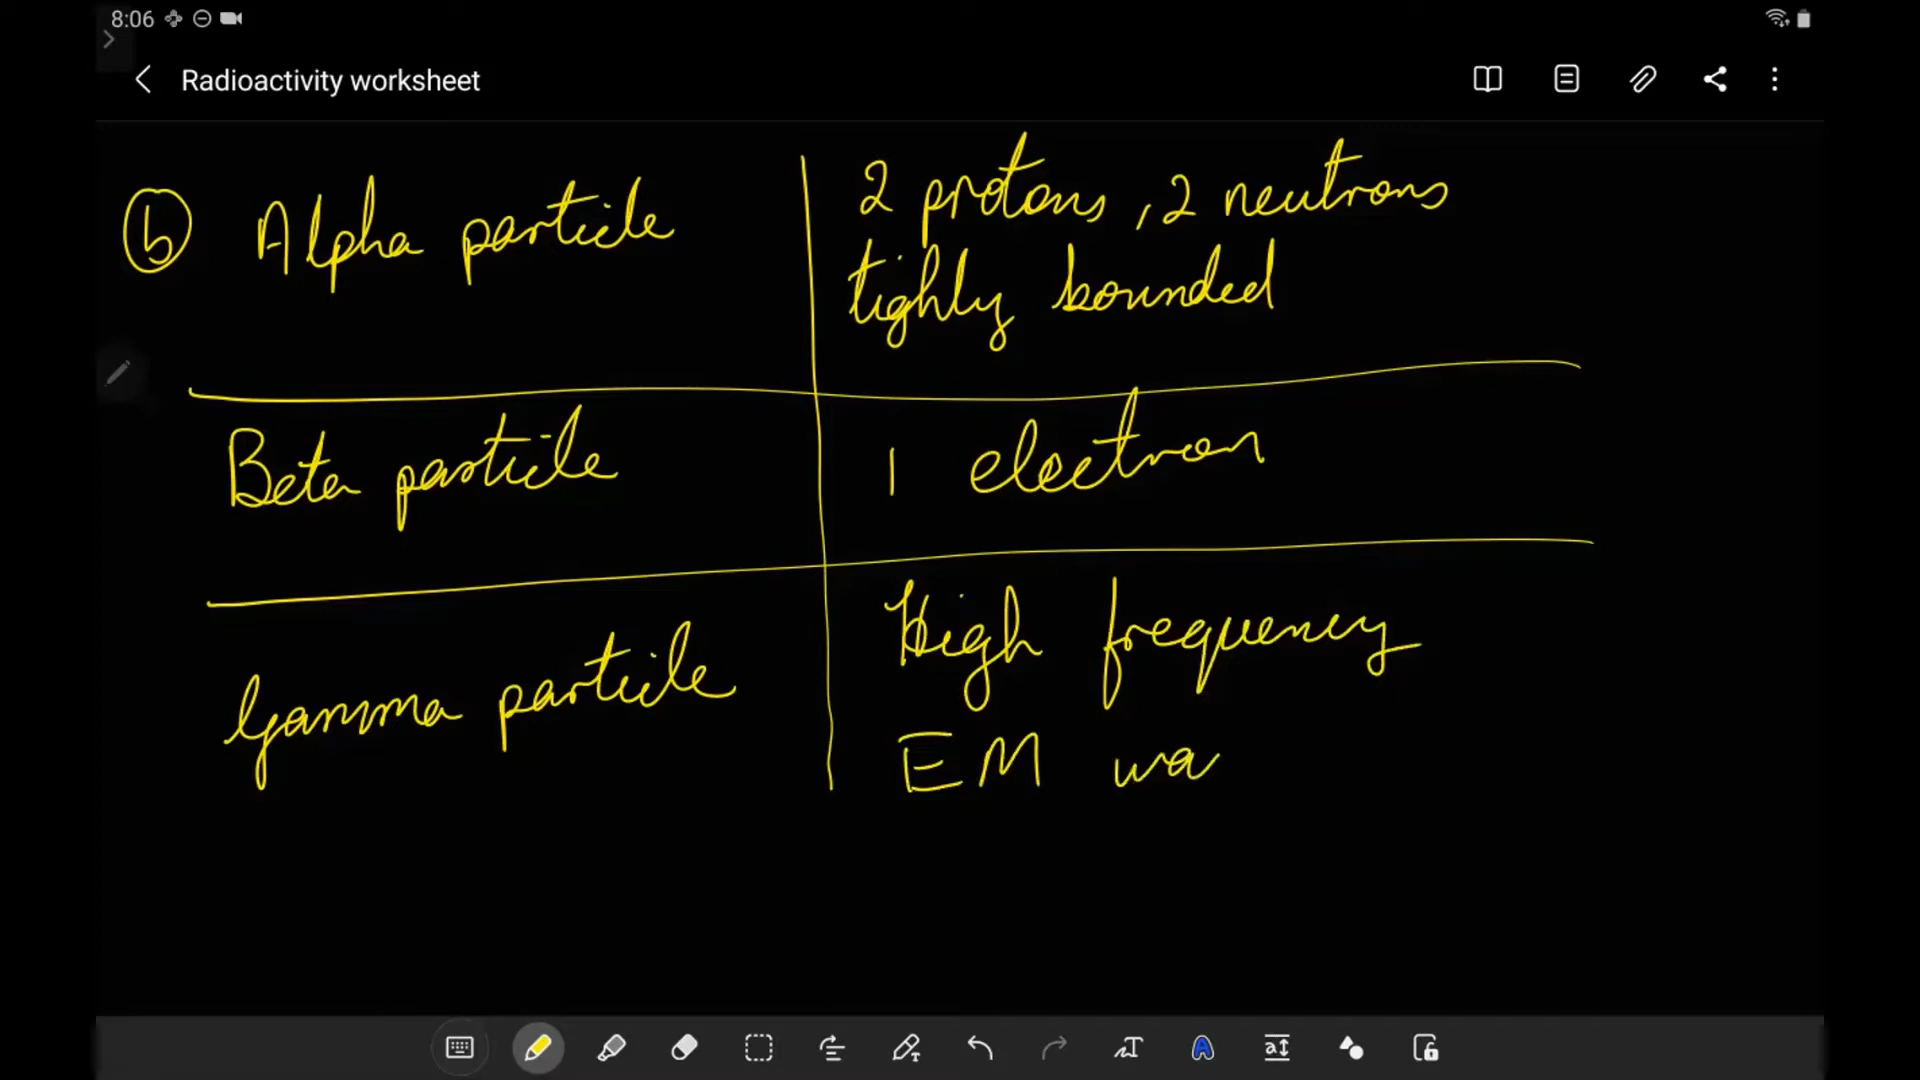 8:06
Radioactivity worksheet
b Alpha particle
2 protons, 2 neutrons
tighly bounded
Beta particle
1 electron
Gamma particle
High frequency
EM wa